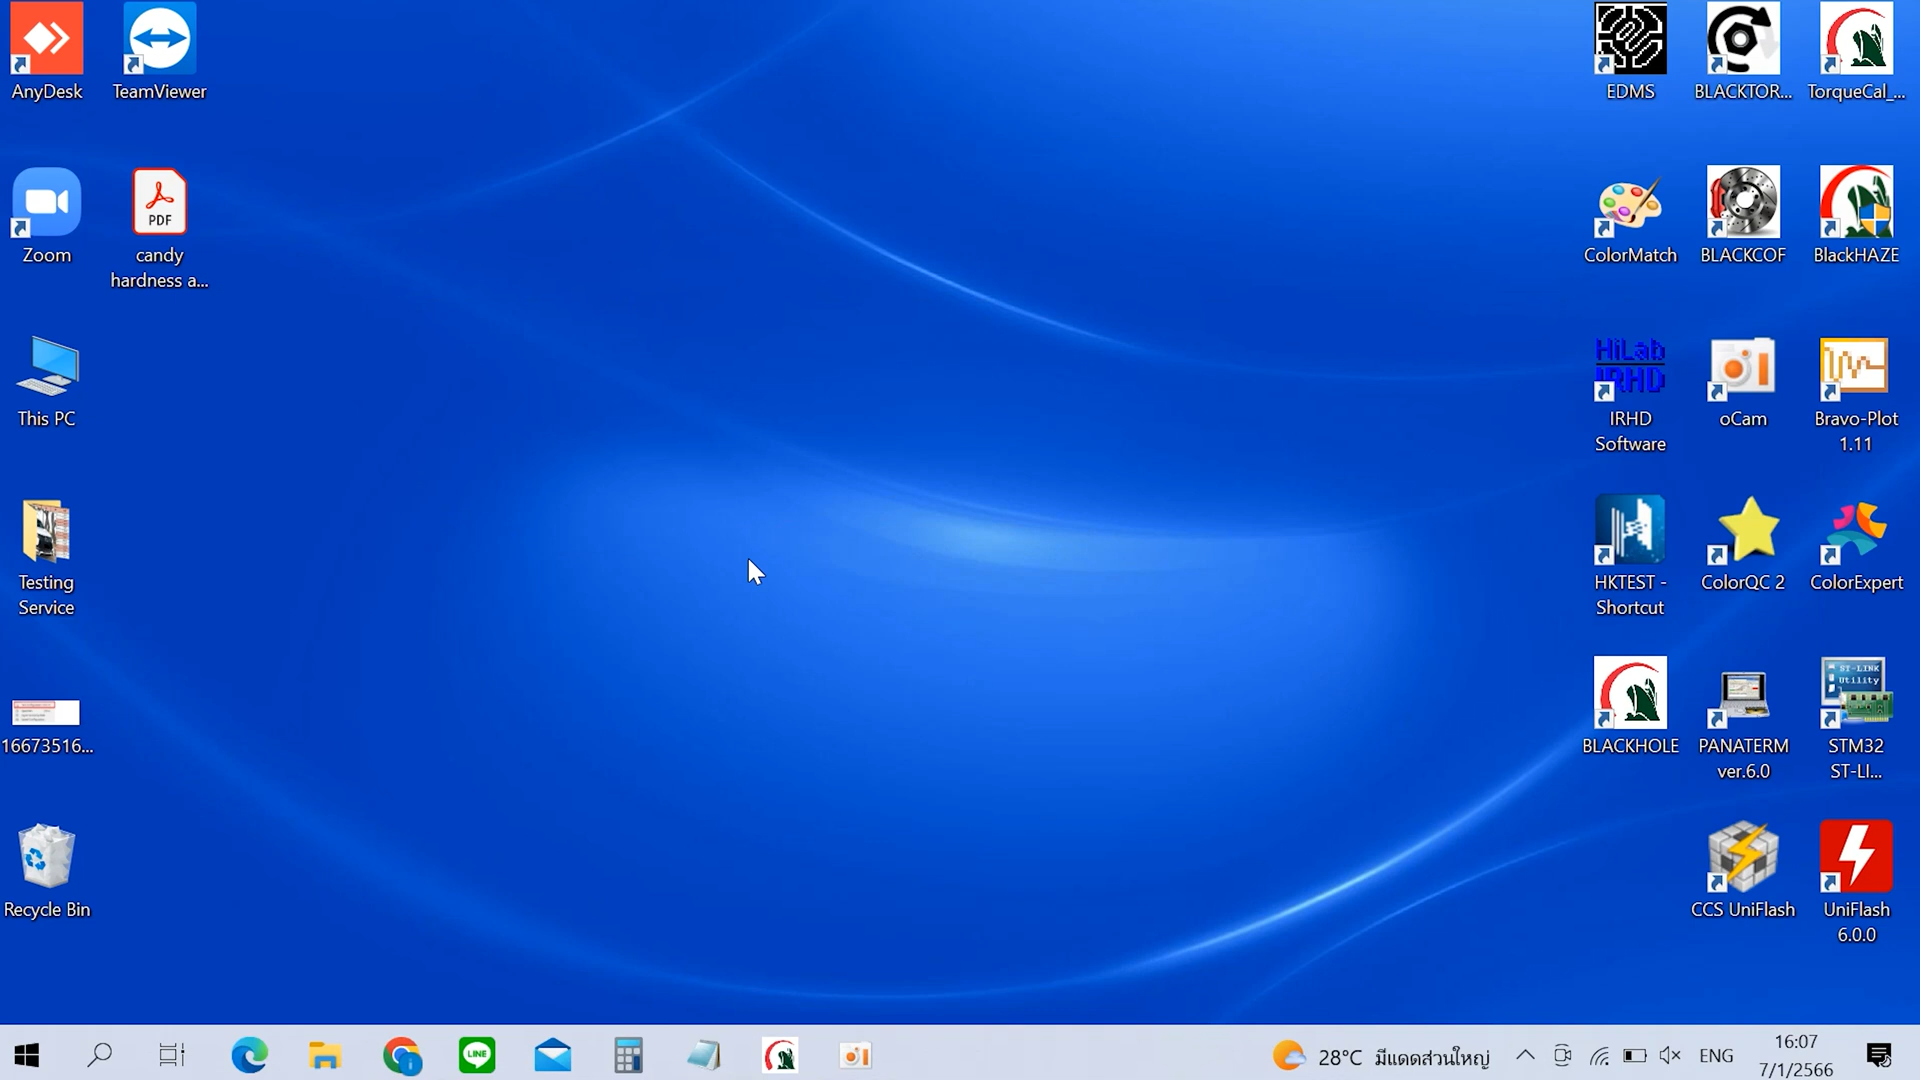 AnyDesk
TeamViewer
EDMS
BLACKTOR...
TorqueCal_...
PDF
Zoom
candy
hardness a...
ColorMatch
BLACKCOF
BlackHAZE
HiLab
IRHD
This PC
IRHD
Software
oCam
Bravo-Plot
1.11
Testing
Service
HKTEST -
Shortcut
ColorQC 2
ColorExpert
ST-LINK
Utility
16673516...
BLACKHOLE
PANATERM
ver.6.0
STM32
ST-LI...
Recycle Bin
CCS UniFlash
UniFlash
6.0.0
LINE
28°C มีแดดส่วนใหญ่
ENG
16:07
7/1/2566